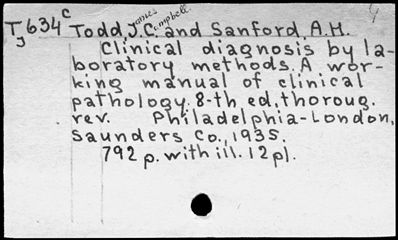 Tj634c Todd, J.C. and Sanford, A.H.
James Campbell.
Clinical diagnosis by la-
boratory methods. A wor-
king manual of clinical
pathology. 8-th ed, thoroug.
rev. Philadelphia-London,
Saunders Co., 1935.
792 p. with ill. 12 pl.